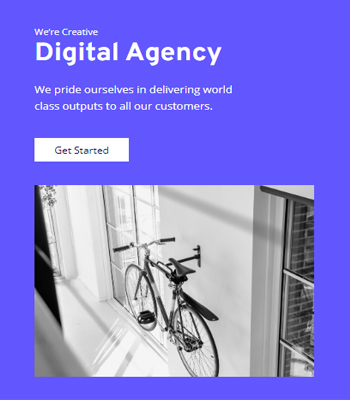 We're Creative
Digital Agency
We pride ourselves in delivering world
class outputs to all our customers.
Get Started